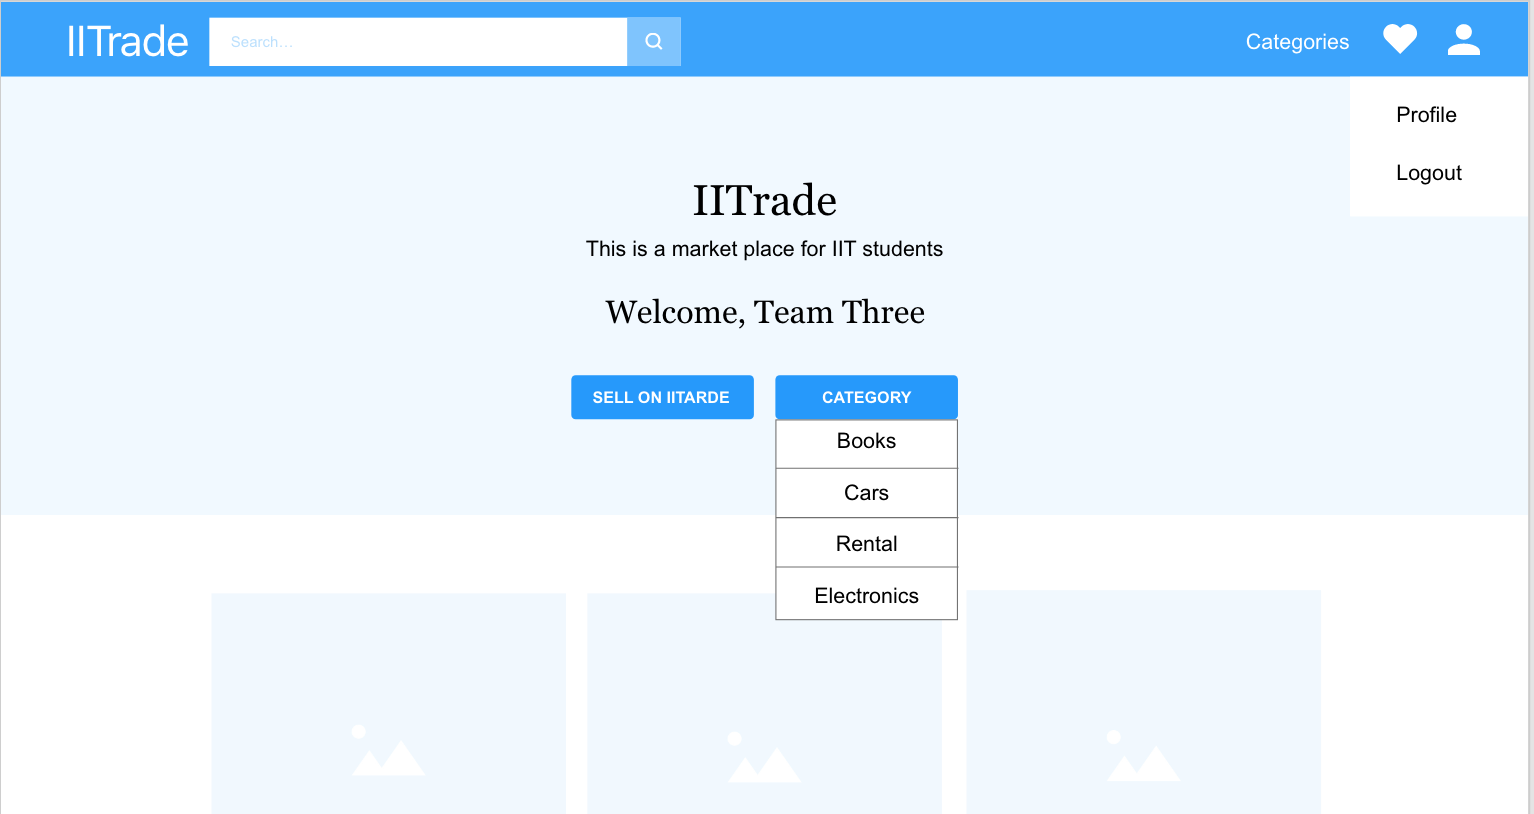 IITrade
Search...
Categories
Profile
Logout
IITrade
This is a market place for IIT students
Welcome, Team Three
SELL ON IITARDE
CATEGORY
Books
Cars
Rental
Electronics